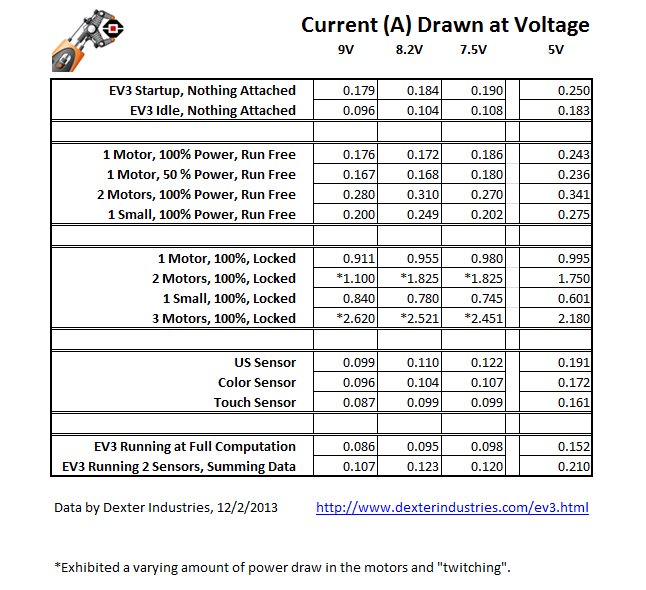 Current (A) Drawn at Voltage
9V 8.2V 7.5V 5V
EV3 Startup, Nothing Attached 0.179 0.184 0.190 0.250
EV3 Idle, Nothing Attached 0.096 0.104 0.108 0.183
1 Motor, 100% Power, Run Free 0.176 0.172 0.186 0.243
1 Motor, 50 % Power, Run Free 0.167 0.168 0.180 0.236
2 Motors, 100% Power, Run Free 0.280 0.310 0.270 0.341
1 Small, 100% Power, Run Free 0.200 0.249 0.202 0.275
1 Motor, 100%, Locked 0.911 0.955 0.980 0.995
2 Motors, 100%, Locked *1.100 *1.825 *1.825 1.750
1 Small, 100%, Locked 0.840 0.780 0.745 0.601
3 Motors, 100%, Locked *2.620 *2.521 *2.451 2.180
US Sensor 0.099 0.110 0.122 0.191
Color Sensor 0.096 0.104 0.107 0.172
Touch Sensor 0.087 0.099 0.099 0.161
EV3 Running at Full Computation 0.086 0.095 0.098 0.152
EV3 Running 2 Sensors, Summing Data 0.107 0.123 0.120 0.210
Data by Dexter Industries, 12/2/2013 http://www.dexterindustries.com/ev3.html
*Exhibited a varying amount of power draw in the motors and "twitching".